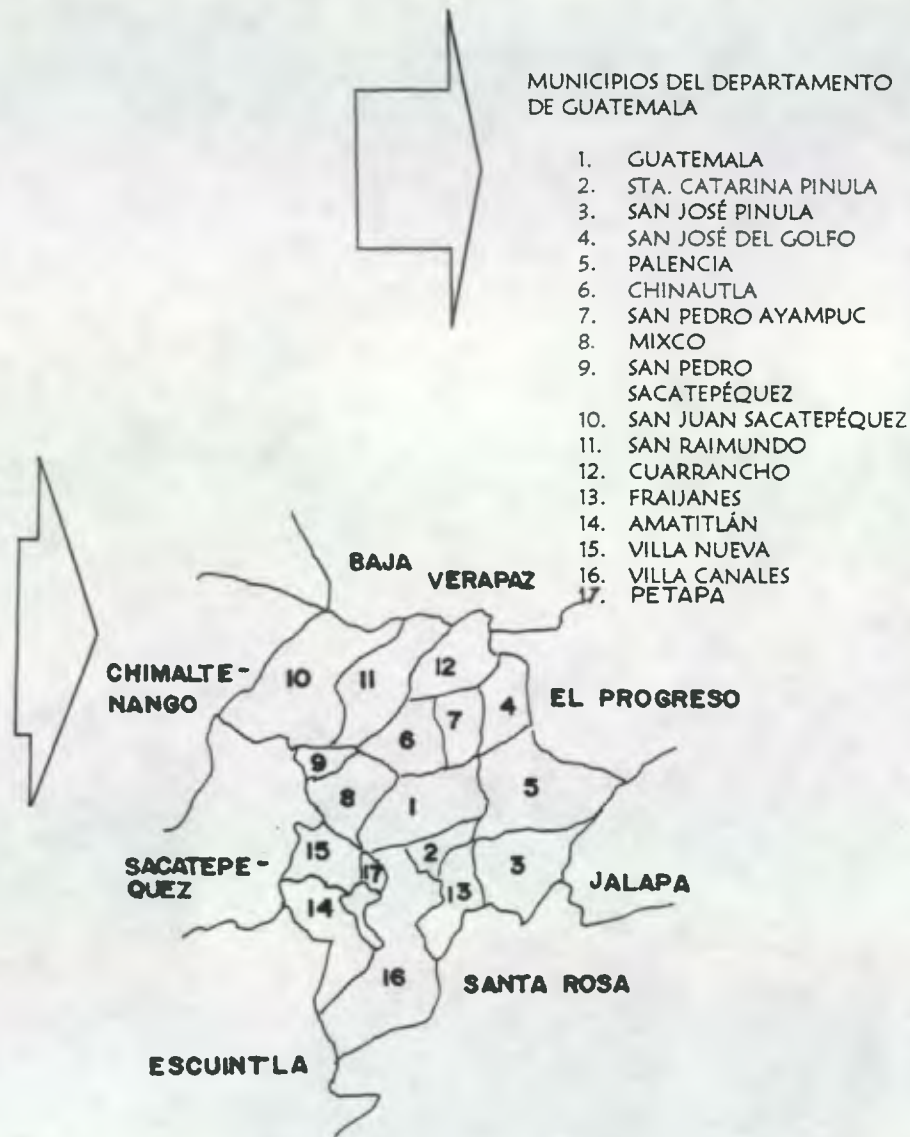 MUNICIPIOS DEL DEPARTAMENTO
DE GUATEMALA
1. GUATEMALA
2. STA. CATARINA PINULA
3. SAN JOSÉ PINULA
4. SAN JOSÉ DEL GOLFO
5. PALENCIA
6. CHINAUTLA
7. SAN PEDRO AYAMPUC
8. MIXCO
9. SAN PEDRO
SACATEPÉQUEZ
10. SAN JUAN SACATEPÉQUEZ
11. SAN RAIMUNDO
12. CUARRANCHO
13. FRAIJANES
14. AMATITLÁN
15. VILLA NUEVA
16. VILLA CANALES
17. PETAPA
BAJA
VERAPAZ
CHIMALTE-
NANGO
10
11
12
4
EL PROGRESO
6
7
9
8
1
5
15
17
2
3
SACATEPE-
QUEZ
14
13
JALAPA
16
SANTA ROSA
ESCUINTLA